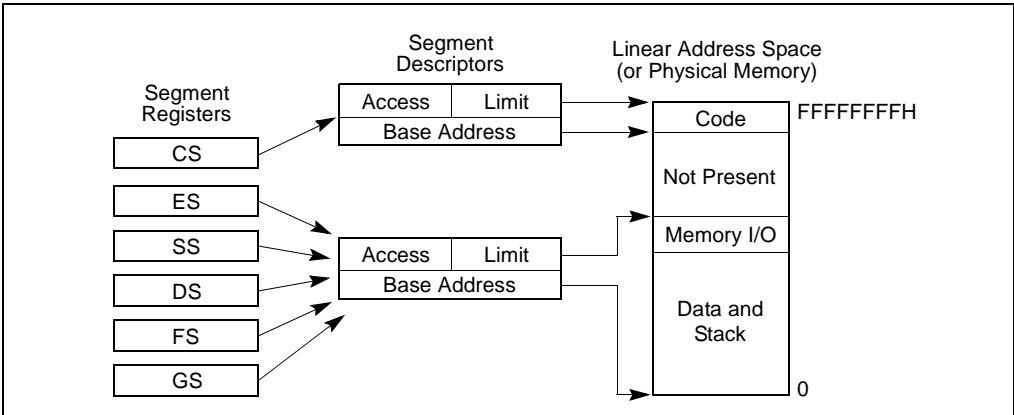 Segment
Registers
CS
ES
SS
DS
FS
GS
Segment
Descriptors
Access Limit
Base Address
Access Limit
Base Address
Linear Address Space
(or Physical Memory)
Code
Not Present
Memory I/O
Data and
Stack
FFFFFFFFH
0